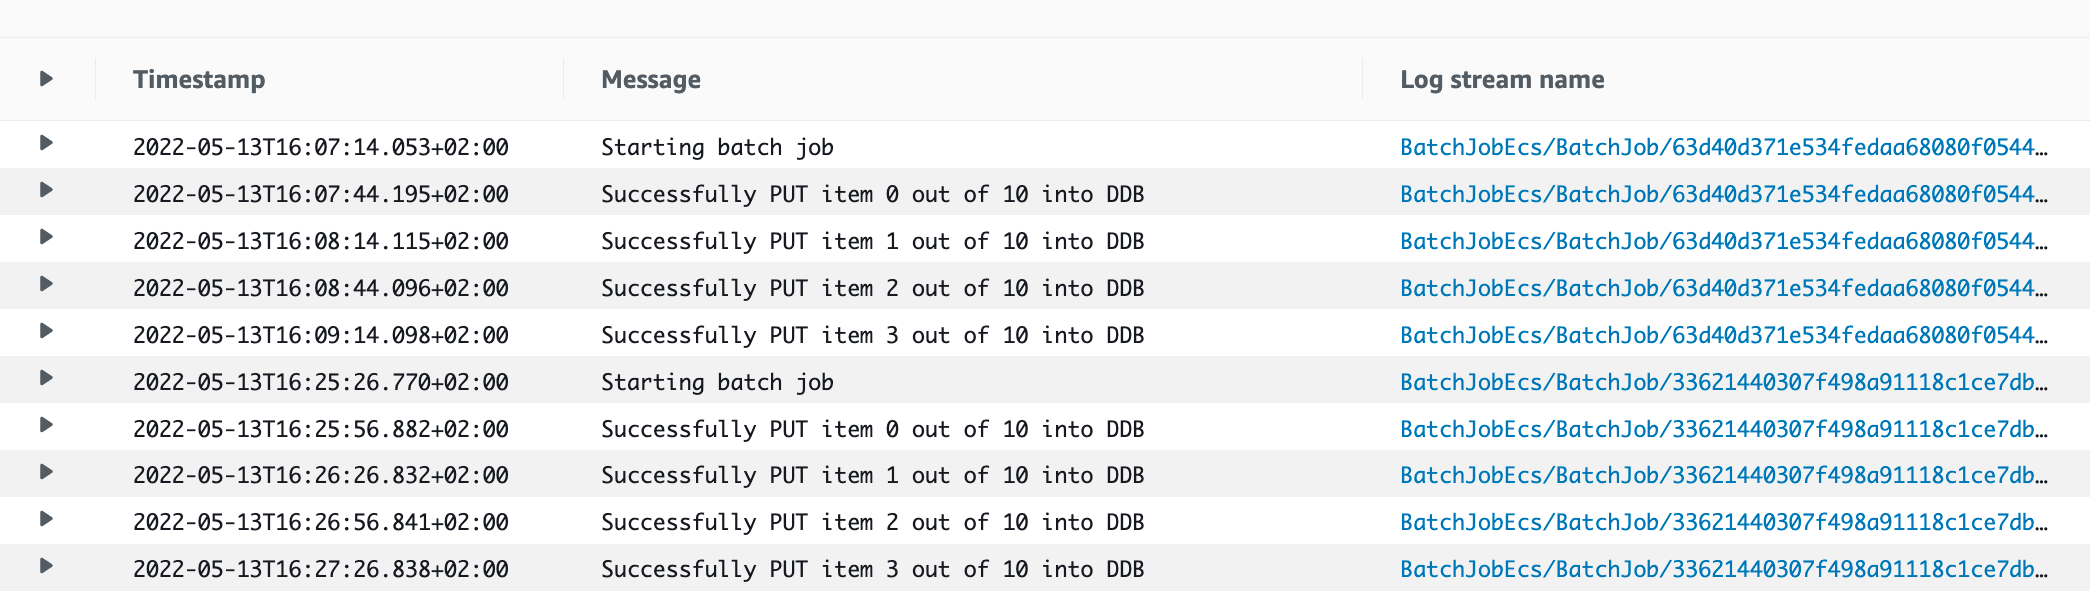 Timestamp Message Log stream name
2022-05-13T16:07:14.053+02:00 Starting batch job BatchJobEcs/BatchJob/63d40d371e534fedaa68080f0544…
2022-05-13T16:07:44.195+02:00 Successfully PUT item 0 out of 10 into DDB BatchJobEcs/BatchJob/63d40d371e534fedaa68080f0544…
2022-05-13T16:08:14.115+02:00 Successfully PUT item 1 out of 10 into DDB BatchJobEcs/BatchJob/63d40d371e534fedaa68080f0544…
2022-05-13T16:08:44.096+02:00 Successfully PUT item 2 out of 10 into DDB BatchJobEcs/BatchJob/63d40d371e534fedaa68080f0544…
2022-05-13T16:09:14.098+02:00 Successfully PUT item 3 out of 10 into DDB BatchJobEcs/BatchJob/63d40d371e534fedaa68080f0544…
2022-05-13T16:25:26.770+02:00 Starting batch job BatchJobEcs/BatchJob/33621440307f498a91118c1ce7db…
2022-05-13T16:25:56.882+02:00 Successfully PUT item 0 out of 10 into DDB BatchJobEcs/BatchJob/33621440307f498a91118c1ce7db…
2022-05-13T16:26:26.832+02:00 Successfully PUT item 1 out of 10 into DDB BatchJobEcs/BatchJob/33621440307f498a91118c1ce7db…
2022-05-13T16:26:56.841+02:00 Successfully PUT item 2 out of 10 into DDB BatchJobEcs/BatchJob/33621440307f498a91118c1ce7db…
2022-05-13T16:27:26.838+02:00 Successfully PUT item 3 out of 10 into DDB BatchJobEcs/BatchJob/33621440307f498a91118c1ce7db…